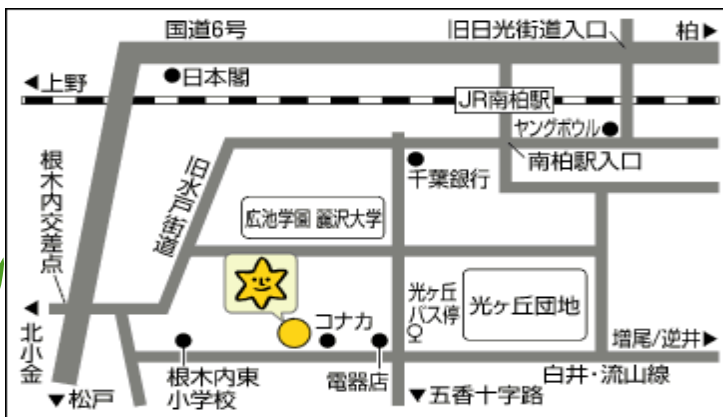 国道6号
旧日光街道入口
柏▶
◀上野
●日本閣
JR南柏駅
ヤングボウル●
根木内交差点
旧水戸街道
千葉銀行
南柏駅入口
広池学園 麗沢大学
光ヶ丘
バス停
光ヶ丘団地
コナカ
◀北小金
増尾/逆井▶
根木内東
小学校
電器店
白井・流山線
▼松戸
▼五香十字路